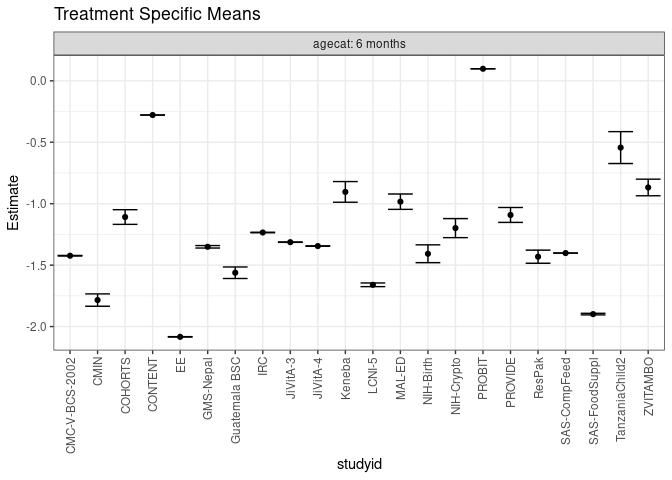 Treatment Specific Means
agecat: 6 months
0.0
-0.5
-1.0
-1.5
-2.0
Estimate
CMC-V-BCS-2002
CMIN
COHORTS
CONTENT
EE
GMS-Nepal
Guatemala BSC
IRC
JiVitA-3
JiVitA-4
Keneba
LCNI-5
MAL-ED
NIH-Birth
NIH-Crypto
PROBIT
PROVIDE
ResPak
SAS-CompFeed
SAS-FoodSuppl
TanzaniaChild2
ZVITAMBO
studyid